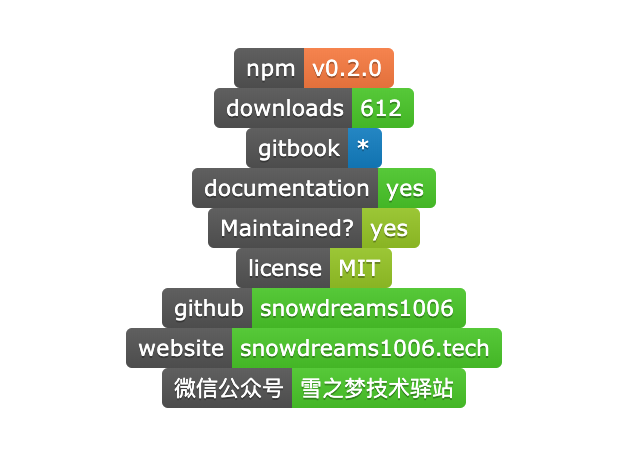 npm v0.2.0
downloads 612
gitbook *
documentation yes
Maintained? yes
license MIT
github snowdreams1006
website snowdreams1006.tech
微信公众号 雪之梦技术驿站